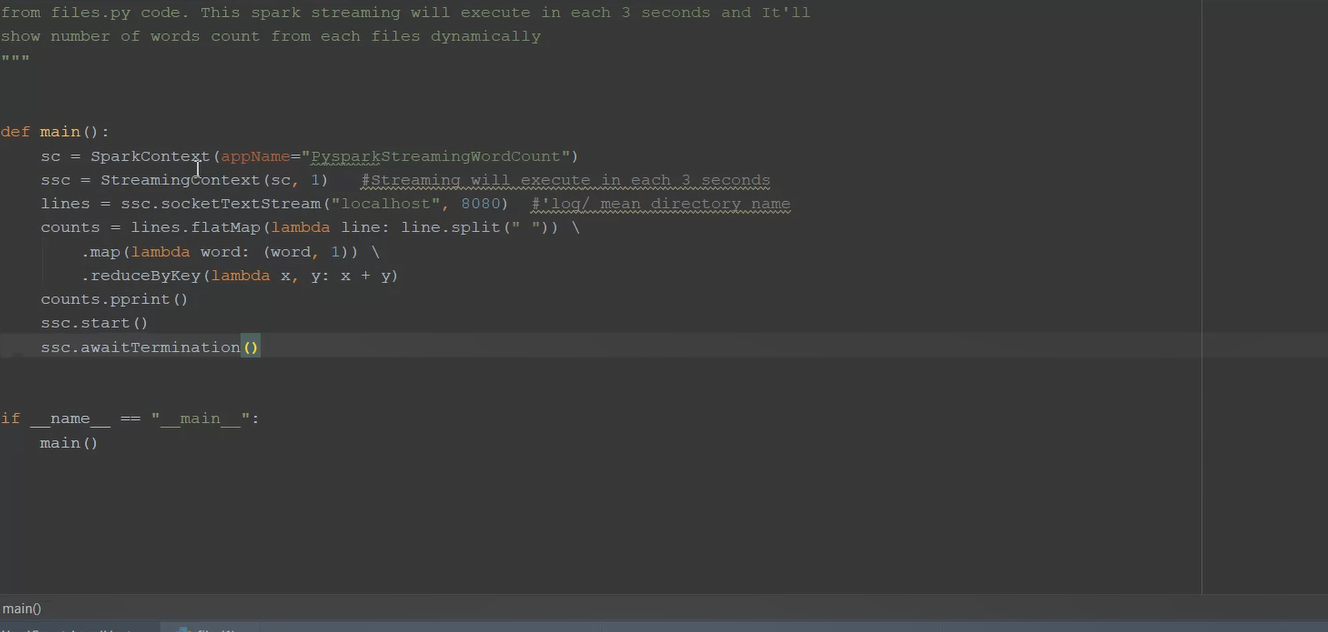 from files.py code. This spark streaming will execute in each 3 seconds and It'll
show number of words count from each files dynamically
"""
def main():
sc = SparkContext(appName="PysparkStreamingWordCount")
ssc = StreamingContext(sc, 1) #Streaming will execute in each 3 seconds
lines = ssc.socketTextStream("localhost", 8080) #'log/ mean directory name
counts = lines.flatMap(lambda line: line.split(" ")) \
.map(lambda word: (word, 1)) \
.reduceByKey(lambda x, y: x + y)
counts.pprint()
ssc.start()
ssc.awaitTermination()
if __name__ == "__main__":
main()
main()